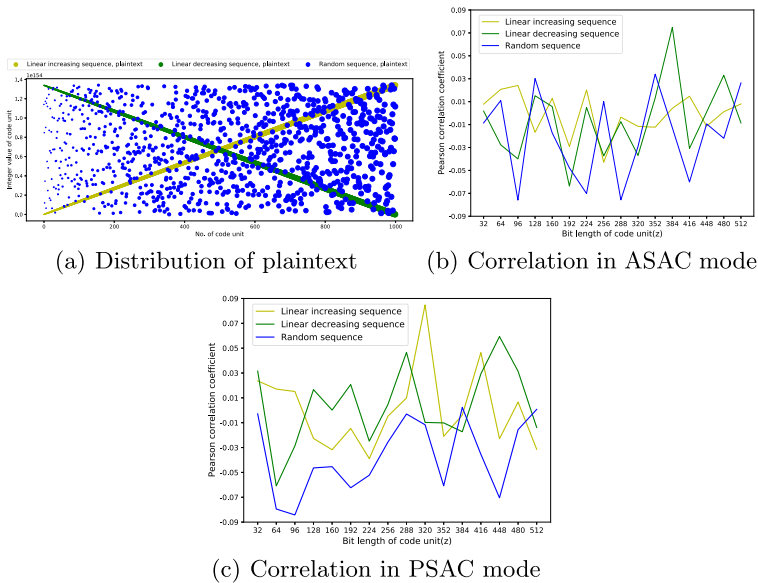 Linear increasing sequence, plaintext
Linear decreasing sequence, plaintext
Random sequence, plaintext
1e154
1,4
1,2
1,0
0,8
0,6
0,4
0,2
0,0
Integer value of code unit
0
200
400
600
800
1000
No. of code unit
(a) Distribution of plaintext
Linear increasing sequence
Linear decreasing sequence
Random sequence
0.09
0.07
0.05
0.03
0.01
-0.01
-0.03
-0.05
-0.07
-0.09
Pearson correlation coefficient
32 64 96 128 160 192 224 256 288 320 352 384 416 448 480 512
Bit length of code unit(z)
(b) Correlation in ASAC mode
Linear increasing sequence
Linear decreasing sequence
Random sequence
0.09
0.07
0.05
0.03
0.01
-0.01
-0.03
-0.05
-0.07
-0.09
Pearson correlation coefficient
32 64 96 128 160 192 224 256 288 320 352 384 416 448 480 512
Bit length of code unit(z)
(c) Correlation in PSAC mode